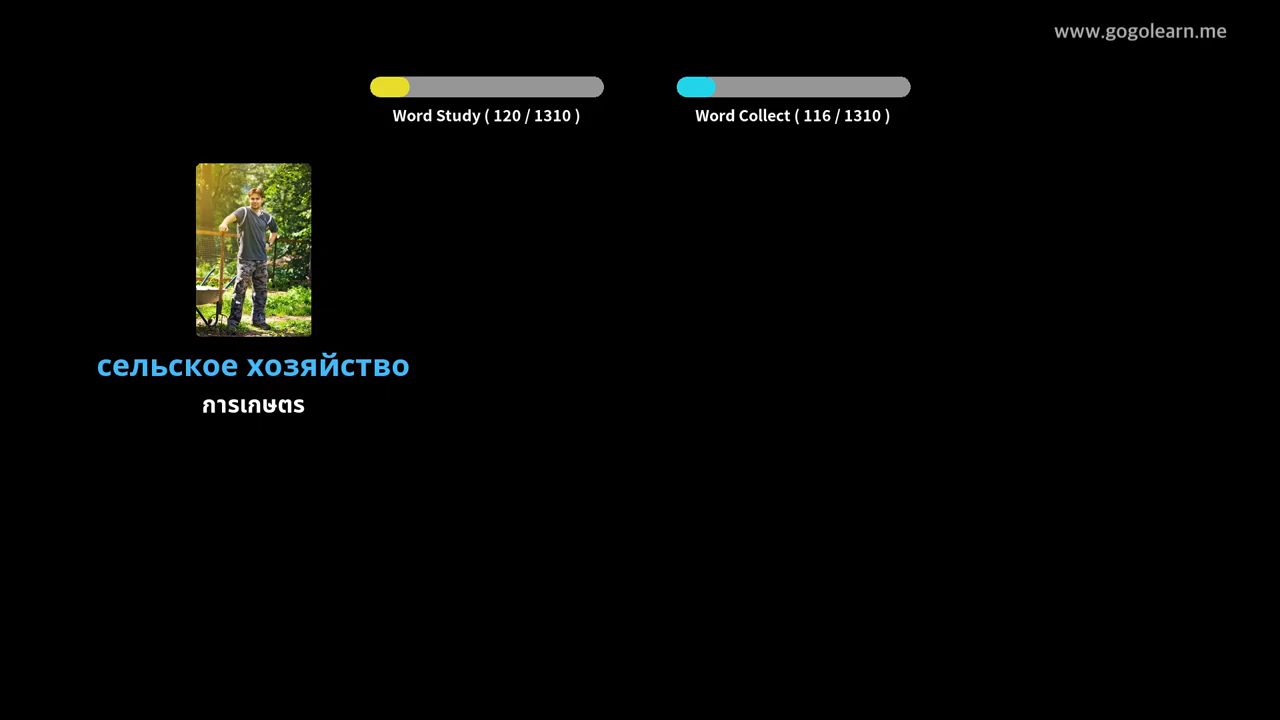 www.gogolearn.me
Word Study ( 120 / 1310 )
Word Collect ( 116 / 1310 )
сельское хозяйство
การเกษตร